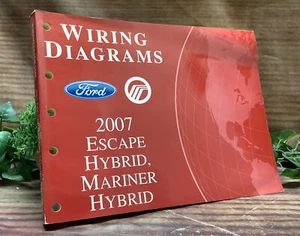 WIRING
DIAGRAMS
Ford
2007
ESCAPE
HYBRID,
MARINER
HYBRID